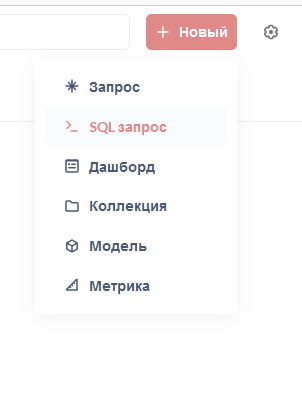 Новый
Запрос
SQL запрос
Дашборд
Коллекция
Модель
Метрика